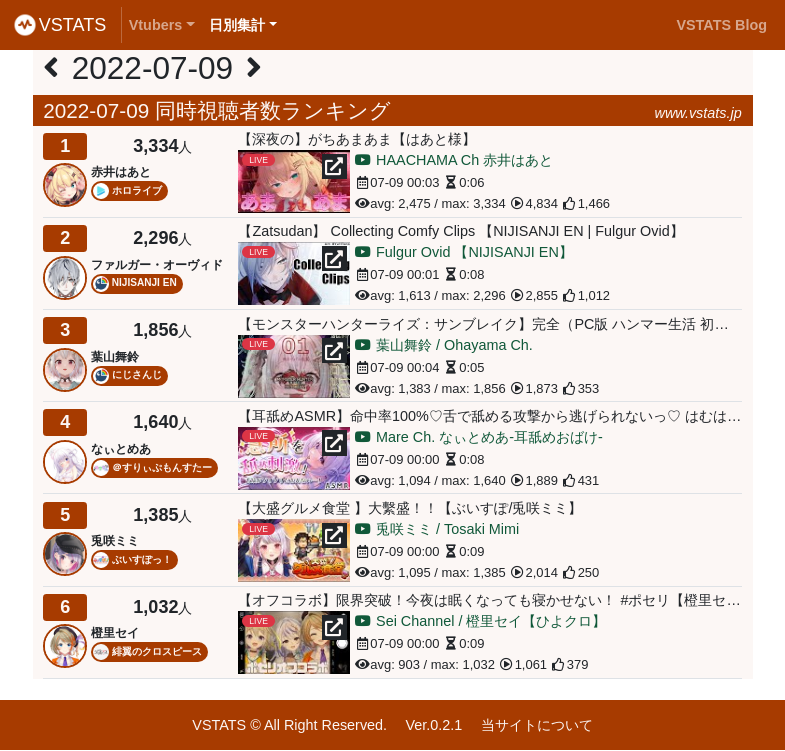 VSTATS Vtubers 日別集計 VSTATS Blog
2022-07-09
2022-07-09 同時視聴者数ランキング www.vstats.jp
1 3,334人
赤井はあと
ホロライブ
【深夜の】がちあまあま【はあと様】
LIVE
あま あま
HAACHAMA Ch 赤井はあと
07-09 00:03 0:06
avg: 2,475 / max: 3,334 4,834 1,466
2 2,296人
ファルガー・オーヴィド
NIJISANJI EN
【Zatsudan】 Collecting Comfy Clips 【NIJISANJI EN | Fulgur Ovid】
LIVE
Clips
Fulgur Ovid 【NIJISANJI EN】
07-09 00:01 0:08
avg: 1,613 / max: 2,296 2,855 1,012
3 1,856人
葉山舞鈴
にじさんじ
【モンスターハンターライズ：サンブレイク】完全（PC版 ハンマー生活 初…
LIVE
01
葉山舞鈴 / Ohayama Ch.
07-09 00:04 0:05
avg: 1,383 / max: 1,856 1,873 353
4 1,640人
なぃとめあ
＠すりぃぷもんすたー
【耳舐めASMR】命中率100%♡舌で舐める攻撃から逃げられないっ♡ はむは…
LIVE
ASMR
Mare Ch. なぃとめあ-耳舐めおばけ-
07-09 00:00 0:08
avg: 1,094 / max: 1,640 1,889 431
5 1,385人
兎咲ミミ
ぶいすぽっ！
【大盛グルメ食堂 】大繫盛！！【ぶいすぽ/兎咲ミミ】
LIVE
兎咲ミミ / Tosaki Mimi
07-09 00:00 0:09
avg: 1,095 / max: 1,385 2,014 250
6 1,032人
橙里セイ
緋翼のクロスピース
【オフコラボ】限界突破！今夜は眠くなっても寝かせない！ #ポセリ【橙里セ…
LIVE
ポセリオフコラボ
Sei Channel / 橙里セイ【ひよクロ】
07-09 00:00 0:09
avg: 903 / max: 1,032 1,061 379
VSTATS © All Right Reserved. Ver.0.2.1 当サイトについて